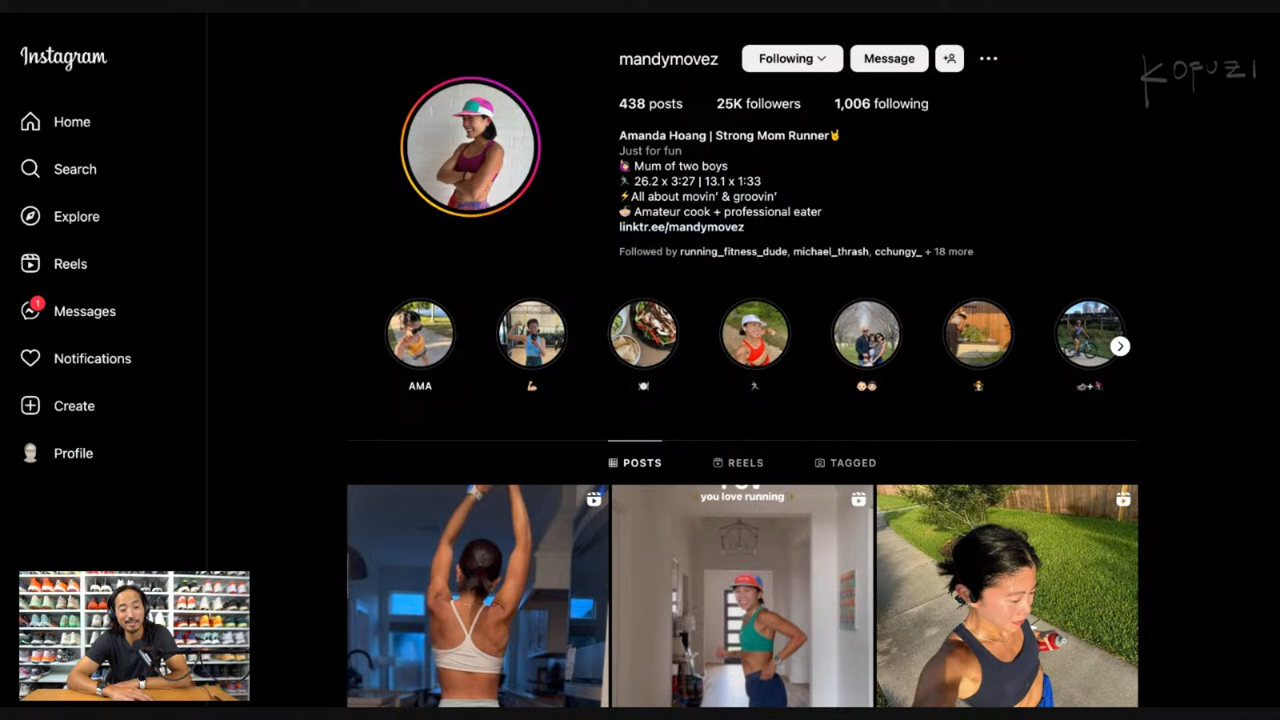 Instagram
Home
Search
Explore
Reels
1
Messages
Notifications
Create
Profile
mandymovez
Following
Message
KOFUZI
438 posts 25K followers 1,006 following
Amanda Hoang | Strong Mom Runner🤘
Just for fun
🙋🏻‍♀️ Mum of two boys
🏃🏻‍♀️ 26.2 x 3:27 | 13.1 x 1:33
⚡All about movin' & groovin'
🍜 Amateur cook + professional eater
linktr.ee/mandymovez
Followed by running_fitness_dude, michael_thrash, cchungy_ + 18 more
AMA
💪🏼
🍽
🏃🏻‍♀️
+
POSTS REELS TAGGED
you love running